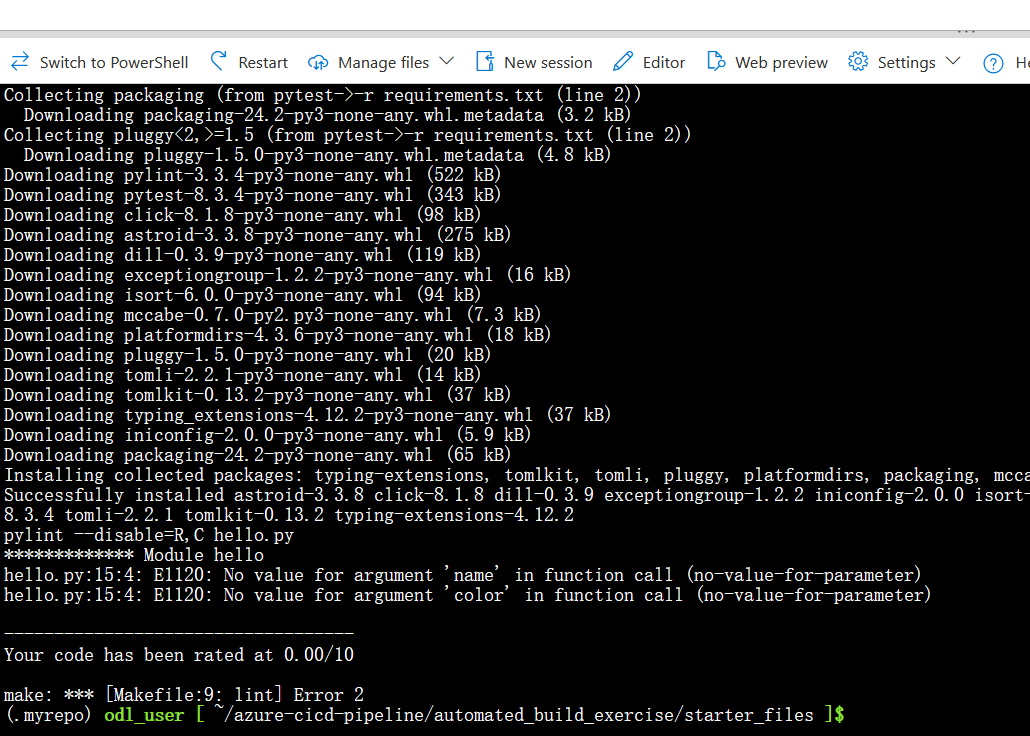 Switch to PowerShell Restart Manage files New session Editor Web preview Settings
Collecting packaging (from pytest->-r requirements.txt (line 2))
  Downloading packaging-24.2-py3-none-any.whl.metadata (3.2 kB)
Collecting pluggy<2,>=1.5 (from pytest->-r requirements.txt (line 2))
  Downloading pluggy-1.5.0-py3-none-any.whl.metadata (4.8 kB)
Downloading pylint-3.3.4-py3-none-any.whl (522 kB)
Downloading pytest-8.3.4-py3-none-any.whl (343 kB)
Downloading click-8.1.8-py3-none-any.whl (98 kB)
Downloading astroid-3.3.8-py3-none-any.whl (275 kB)
Downloading dill-0.3.9-py3-none-any.whl (119 kB)
Downloading exceptiongroup-1.2.2-py3-none-any.whl (16 kB)
Downloading isort-6.0.0-py3-none-any.whl (94 kB)
Downloading mccabe-0.7.0-py2.py3-none-any.whl (7.3 kB)
Downloading platformdirs-4.3.6-py3-none-any.whl (18 kB)
Downloading pluggy-1.5.0-py3-none-any.whl (20 kB)
Downloading tomli-2.2.1-py3-none-any.whl (14 kB)
Downloading tomlkit-0.13.2-py3-none-any.whl (37 kB)
Downloading typing_extensions-4.12.2-py3-none-any.whl (37 kB)
Downloading iniconfig-2.0.0-py3-none-any.whl (5.9 kB)
Downloading packaging-24.2-py3-none-any.whl (65 kB)
Installing collected packages: typing-extensions, tomlkit, tomli, pluggy, platformdirs, packaging, mcca
Successfully installed astroid-3.3.8 click-8.1.8 dill-0.3.9 exceptiongroup-1.2.2 iniconfig-2.0.0 isort-
8.3.4 tomli-2.2.1 tomlkit-0.13.2 typing-extensions-4.12.2
pylint --disable=R,C hello.py
************* Module hello
hello.py:15:4: E1120: No value for argument 'name' in function call (no-value-for-parameter)
hello.py:15:4: E1120: No value for argument 'color' in function call (no-value-for-parameter)
-----------------------------------
Your code has been rated at 0.00/10
make: *** [Makefile:9: lint] Error 2
(.myrepo) odl_user [ ~/azure-cicd-pipeline/automated_build_exercise/starter_files ]$